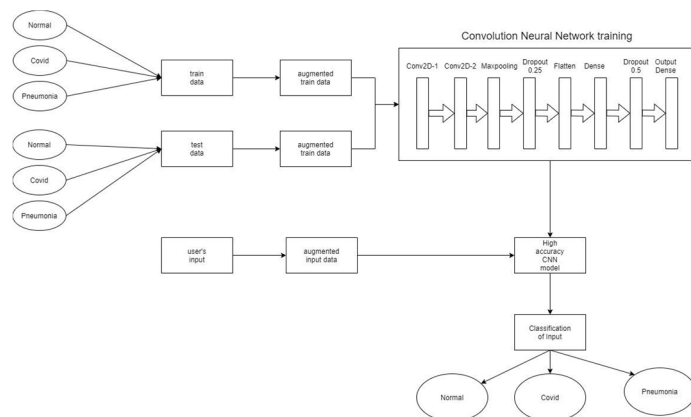 Convolution Neural Network training
Normal
Covid
Pneumonia
train
data
augmented
train data
Conv2D-1
Conv2D-2
Maxpooling
Dropout
0.25
Flatten
Dense
Dropout
0.5
Output
Dense
Normal
Covid
Pneumonia
test
data
augmented
train data
user's
input
augmented
input data
High
accuracy
CNN
model
Classification
of Input
Normal
Covid
Pneumonia